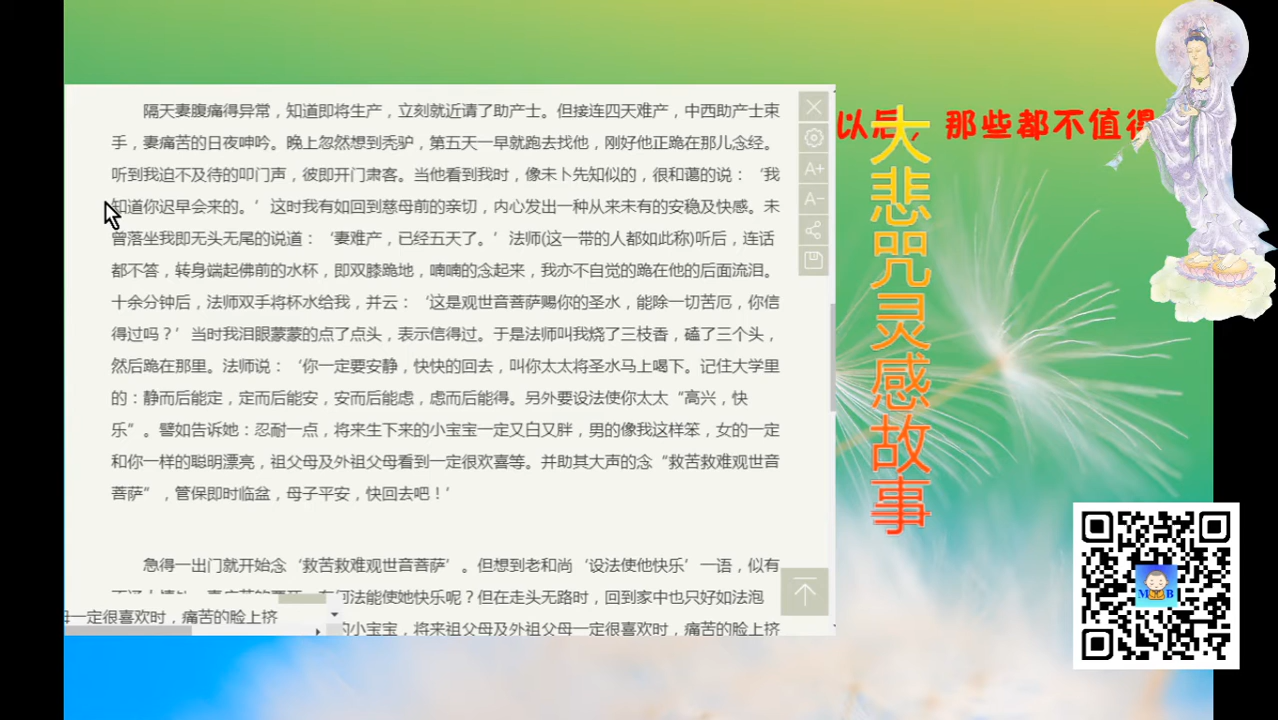 隔天妻腹痛得异常，知道即将生产，立刻就近请了助产士。但接连四天难产，中西助产士束
手，妻痛苦的日夜呻吟。晚上忽然想到秃驴，第五天一早就跑去找他，刚好他正跪在那儿念经。
听到我迫不及待的叩门声，彼即开门肃客。当他看到我时，像未卜先知似的，很和蔼的说：‘我
知道你迟早会来的。’这时我有如回到慈母前的亲切，内心发出一种从来未有的安稳及快感。未
曾落坐我即无头无尾的说道：‘妻难产，已经五天了。’法师(这一带的人都如此称)听后，连话
都不答，转身端起佛前的水杯，即双膝跪地，喃喃的念起来，我亦不自觉的跪在他的后面流泪。
十余分钟后，法师双手将杯水给我，并云：‘这是观世音菩萨赐你的圣水，能除一切苦厄，你信
得过吗？’当时我泪眼蒙蒙的点了点头，表示信得过。于是法师叫我烧了三枝香，磕了三个头，
然后跪在那里。法师说：‘你一定要安静，快快的回去，叫你太太将圣水马上喝下。记住大学里
的：静而后能定，定而后能安，安而后能虑，虑而后能得。另外要设法使你太太“高兴，快
乐”。譬如告诉她：忍耐一点，将来生下来的小宝宝一定又白又胖，男的像我这样笨，女的一定
和你一样的聪明漂亮，祖父母及外祖父母看到一定很欢喜等。并助其大声的念“救苦救难观世音
菩萨”，管保即时临盆，母子平安，快回去吧！’
急得一出门就开始念‘救苦救难观世音菩萨’。但想到老和尚‘设法使他快乐’一语，似有
何法能使她快乐呢？但在走头无路时，回到家中也只好如法泡
一定很喜欢时，痛苦的脸上挤
的小宝宝，将来祖父母及外祖父母一定很喜欢时，痛苦的脸上挤
A+
A-
以后，那些都不值得
大悲咒灵感故事
M B